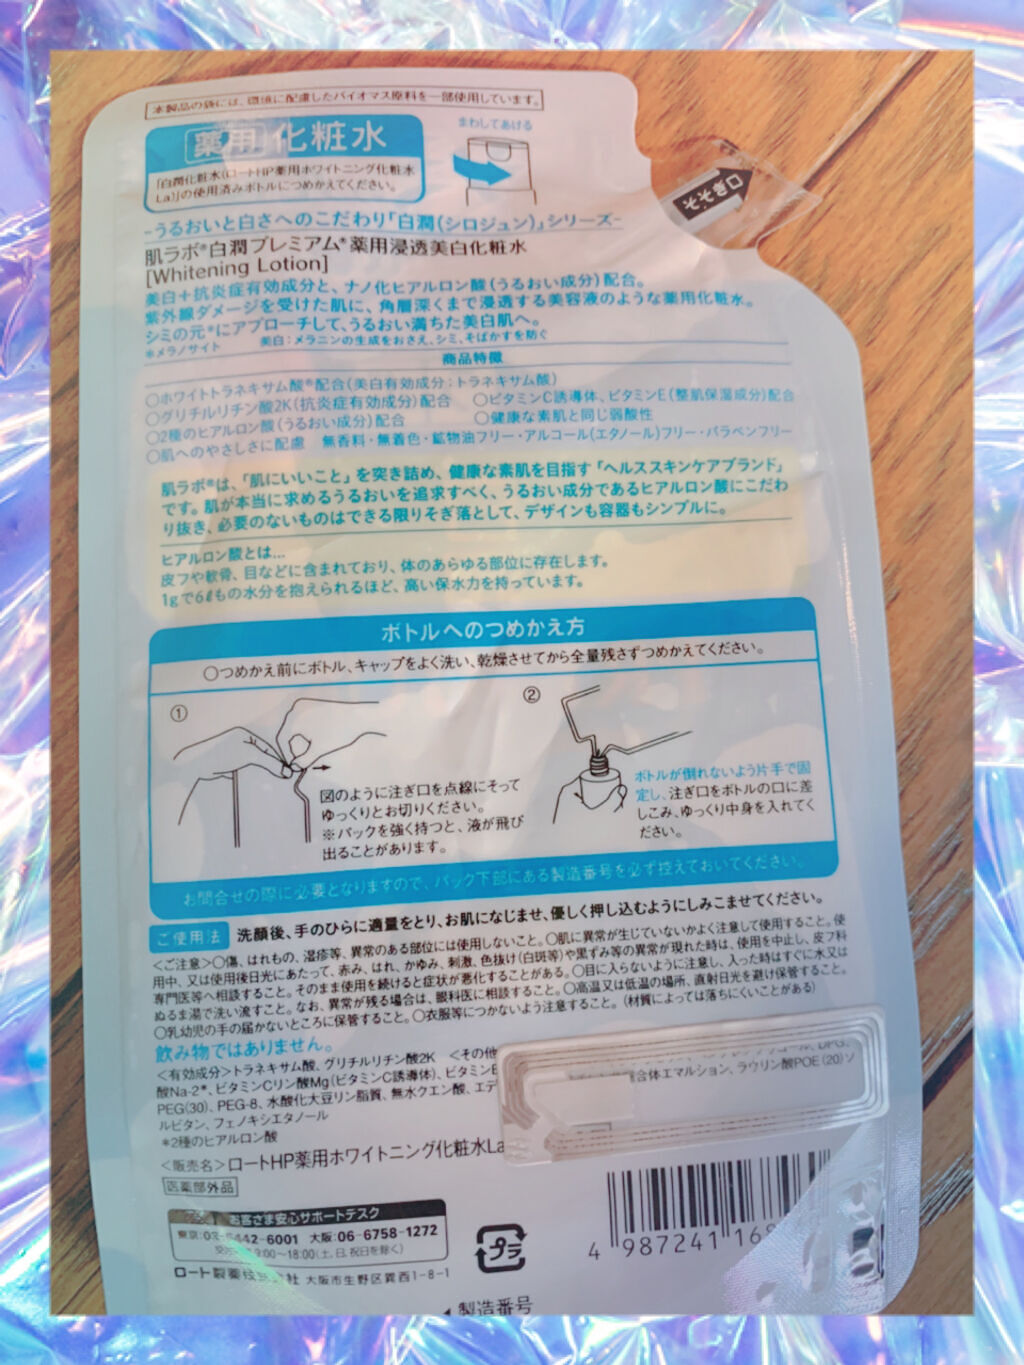 本製品の袋には、環境に配慮したバイオマス原料を一部使用しています。
薬用 化粧水
「白潤化粧水(ロートHP薬用ホワイトニング化粧水
La)」の使用済みボトルにつめかえてください。
まわしてあける
-うるおいと白さへのこだわり「白潤(シロジュン)」シリーズ-
肌ラボ®白潤プレミアム®薬用浸透美白化粧水
[Whitening Lotion]
美白+抗炎症有効成分と、ナノ化ヒアルロン酸(うるおい成分)配合。
紫外線ダメージを受けた肌に、角層深くまで浸透する美容液のような薬用化粧水。
シミの元*にアプローチして、うるおい満ちた美白肌へ。
*メラノサイト 美白:メラニンの生成をおさえ、シミ、そばかすを防ぐ
商品特徴
○ホワイトトラネキサム酸®配合(美白有効成分:トラネキサム酸)
○グリチルリチン酸2K(抗炎症有効成分)配合 ○ビタミンC誘導体、ビタミンE(整肌保湿成分)配合
○2種のヒアルロン酸(うるおい成分)配合 ○健康な素肌と同じ弱酸性
○肌へのやさしさに配慮 無香料・無着色・鉱物油フリー・アルコール(エタノール)フリー・パラベンフリー
肌ラボ®は、「肌にいいこと」を突き詰め、健康な素肌を目指す「ヘルススキンケアブランド」
です。肌が本当に求めるうるおいを追求すべく、うるおい成分であるヒアルロン酸にこだわ
り抜き、必要のないものはできる限りそぎ落として、デザインも容器もシンプルに。
ヒアルロン酸とは...
皮フや軟骨、目などに含まれており、体のあらゆる部位に存在します。
1gで6ℓもの水分を抱えられるほど、高い保水力を持っています。
ボトルへのつめかえ方
○つめかえ前にボトル、キャップをよく洗い、乾燥させてから全量残さずつめかえてください。
①
図のように注ぎ口を点線にそって
ゆっくりとお切りください。
※パックを強く持つと、液が飛び
出ることがあります。
②
ボトルが倒れないよう片手で固
定し、注ぎ口をボトルの口に差
しこみ、ゆっくり中身を入れてく
ださい。
お問合せの際に必要となりますので、パック下部にある製造番号を必ず控えておいてください。
ご使用法 洗顔後、手のひらに適量をとり、お肌になじませ、優しく押し込むようにしみこませてください。
<ご注意>○傷、はれもの、湿疹等、異常のある部位には使用しないこと。○肌に異常が生じていないかよく注意して使用すること。使
用中、又は使用後日光にあたって、赤み、はれ、かゆみ、刺激、色抜け(白斑等)や黒ずみ等の異常が現れた時は、使用を中止し、皮フ科
専門医等へ相談すること。そのまま使用を続けると症状が悪化することがある。○目に入らないように注意し、入った時はすぐに水又は
ぬるま湯で洗い流すこと。なお、異常が残る場合は、眼科医に相談すること。○高温又は低温の場所、直射日光を避け保管すること。
○乳幼児の手の届かないところに保管すること。○衣服等につかないよう注意すること。(材質によっては落ちにくいことがある)
飲み物ではありません。
<有効成分>トラネキサム酸、グリチルリチン酸2K <その他
酸Na-2*、ビタミンCリン酸Mg(ビタミンC誘導体)、ビタミンE
PEG(30)、PEG-8、水酸化大豆リン脂質、無水クエン酸、エデ
合体エマルション、ラウリン酸POE(20)ソ
ルビタン、フェノキシエタノール
*2種のヒアルロン酸
<販売名>ロートHP薬用ホワイトニング化粧水La
医薬部外品
お客さま安心サポートデスク
東京:03- 442-6001 大阪:06-6758-1272
9:00~18:00(土、日、祝日を除く)
ロート製薬株式会社 大阪市生野区巽西1-8-1
プラ
4 987241 16
製造番号